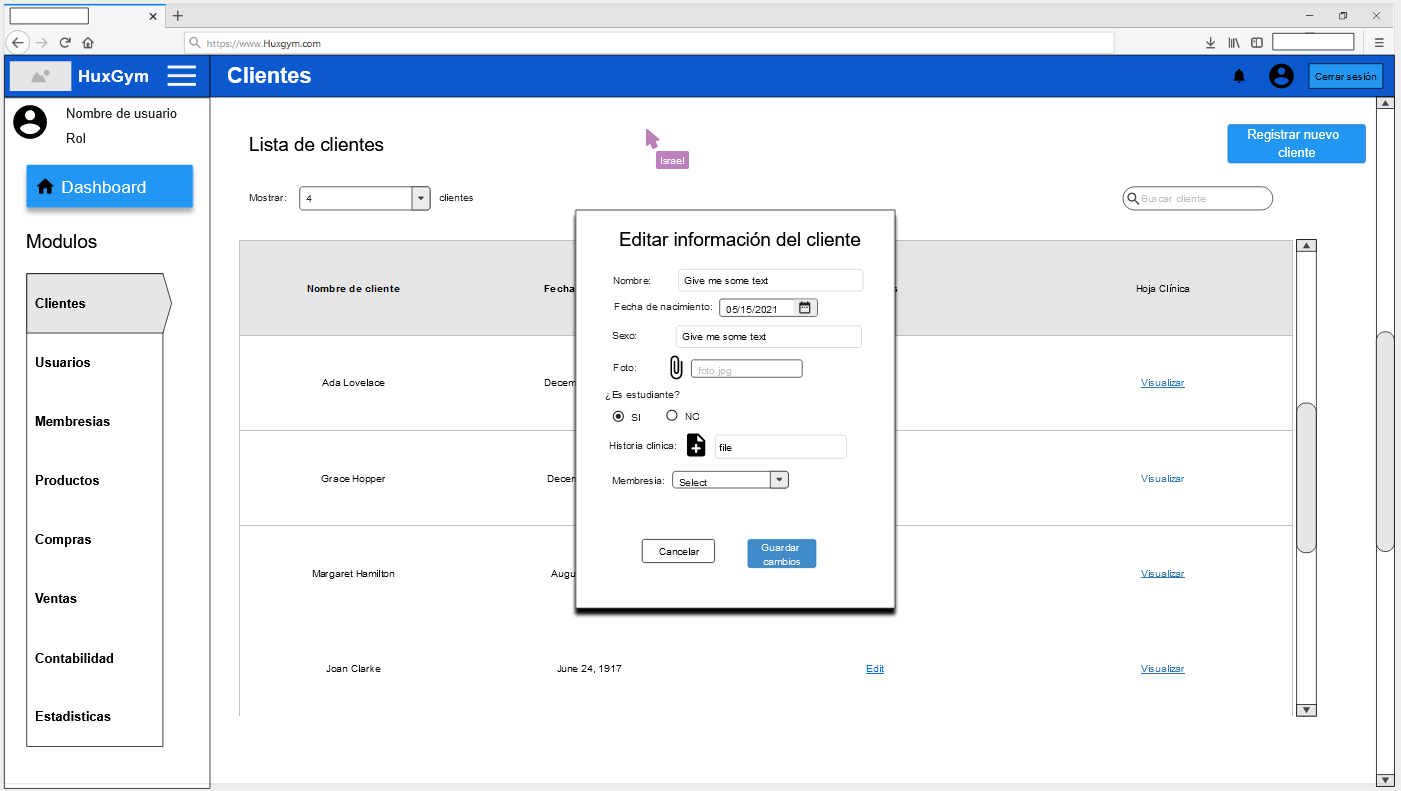 https://www.Huxgym.com
HuxGym
Clientes
Cerrar sesión
Nombre de usuario
Rol
Dashboard
Modulos
Clientes
Usuarios
Membresias
Productos
Compras
Ventas
Contabilidad
Estadisticas
Lista de clientes
Israel
Registrar nuevo
cliente
Mostrar:
4
clientes
Buscar cliente
Nombre de cliente
Fecha
s
Hoja Clínica
Ada Lovelace
Decem
Visualizar
Grace Hopper
Decen
Visualizar
Margaret Hamilton
Augu
Visualizar
Joan Clarke
June 24, 1917
Edit
Visualizar
Editar información del cliente
Nombre:
Give me some text
Fecha de nacimiento:
05/15/2021
Sexo:
Give me some text
Foto:
foto.jpg
¿Es estudiante?
SI
NO
Historia clinica:
file
Membresia:
Select
Cancelar
Guardar
cambios